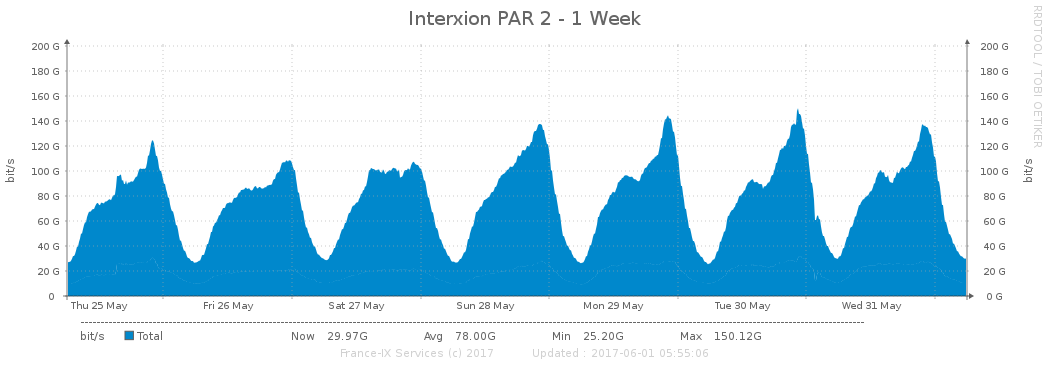 Interxion PAR 2 - 1 Week
RRDTOOL / TOBI OETIKER
bit/s
200 G 200 G
180 G 180 G
160 G 160 G
140 G 140 G
120 G 120 G
100 G 100 G
80 G 80 G
60 G 60 G
40 G 40 G
20 G 20 G
0 0 G
bit/s
Thu 25 May Fri 26 May Sat 27 May Sun 28 May Mon 29 May Tue 30 May Wed 31 May
bit/s Total Now 29.97G Avg 78.00G Min 25.20G Max 150.12G
France-IX Services (c) 2017 Updated : 2017-06-01 05:55:06